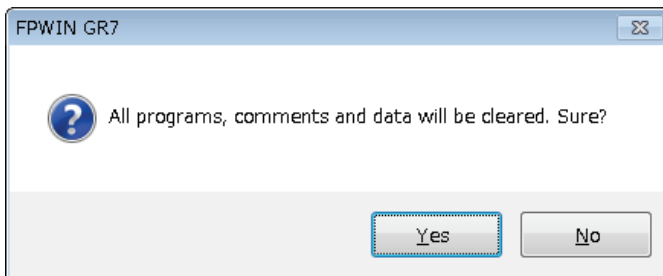 FPWIN GR7
All programs, comments and data will be cleared. Sure?
Yes No